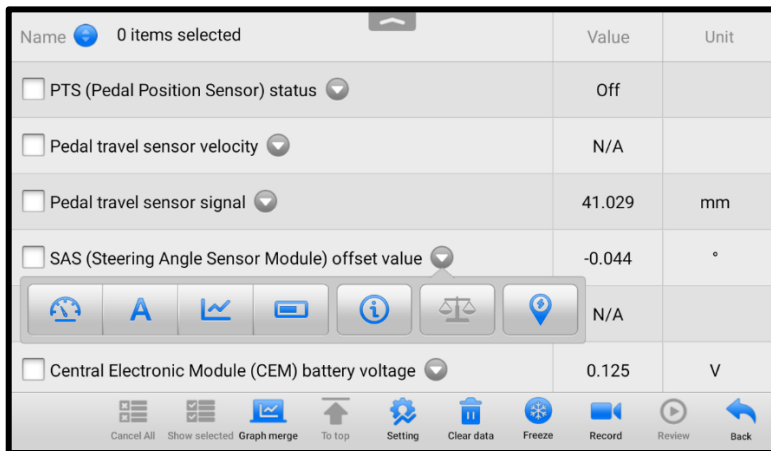 Name 0 items selected Value Unit
PTS (Pedal Position Sensor) status Off
Pedal travel sensor velocity N/A
Pedal travel sensor signal 41.029 mm
SAS (Steering Angle Sensor Module) offset value -0.044 °
A N/A
Central Electronic Module (CEM) battery voltage 0.125 V
Cancel All Show selected Graph merge To top Setting Clear data Freeze Record Review Back